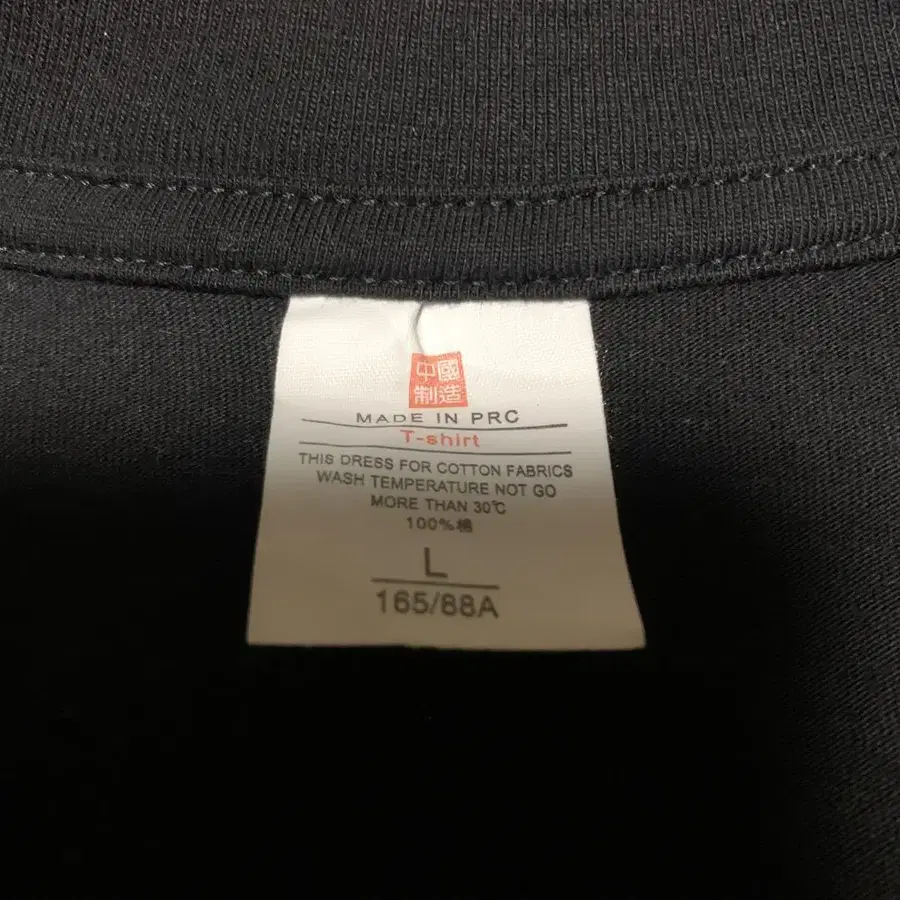 中國
制造
MADE IN PRC
T-shirt
THIS DRESS FOR COTTON FABRICS
WASH TEMPERATURE NOT GO
MORE THAN 30℃
100%棉
L
165/88A